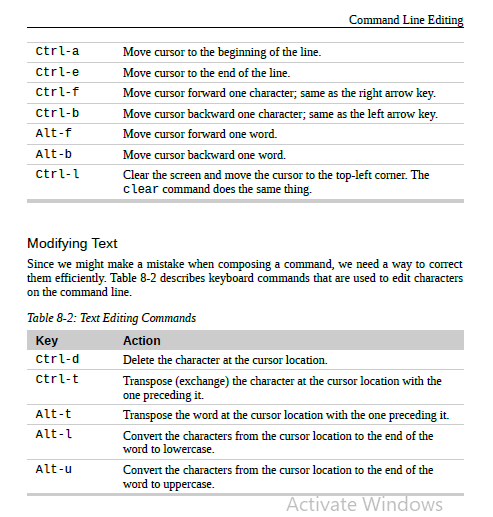 Command Line Editing
Ctrl-a Move cursor to the beginning of the line.
Ctrl-e Move cursor to the end of the line.
Ctrl-f Move cursor forward one character; same as the right arrow key.
Ctrl-b Move cursor backward one character; same as the left arrow key.
Alt-f Move cursor forward one word.
Alt-b Move cursor backward one word.
Ctrl-l Clear the screen and move the cursor to the top-left corner. The
clear command does the same thing.
Modifying Text
Since we might make a mistake when composing a command, we need a way to correct
them efficiently. Table 8-2 describes keyboard commands that are used to edit characters
on the command line.
Table 8-2: Text Editing Commands
Key Action
Ctrl-d Delete the character at the cursor location.
Ctrl-t Transpose (exchange) the character at the cursor location with the
one preceding it.
Alt-t Transpose the word at the cursor location with the one preceding it.
Alt-l Convert the characters from the cursor location to the end of the
word to lowercase.
Alt-u Convert the characters from the cursor location to the end of the
word to uppercase.
Activate Windows